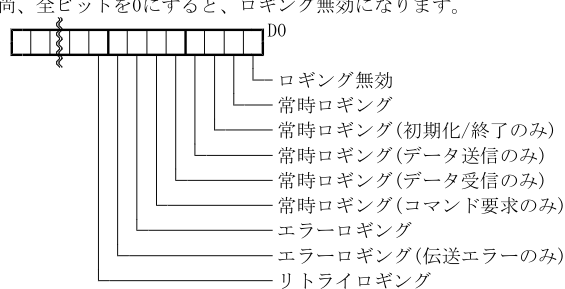 尚、全ビットを0にすると、ロギング無効になります。
D0
ロギング無効
常時ロギング
常時ロギング(初期化/終了のみ)
常時ロギング(データ送信のみ)
常時ロギング(データ受信のみ)
常時ロギング(コマンド要求のみ)
エラーロギング
エラーロギング(伝送エラーのみ)
リトライロギング